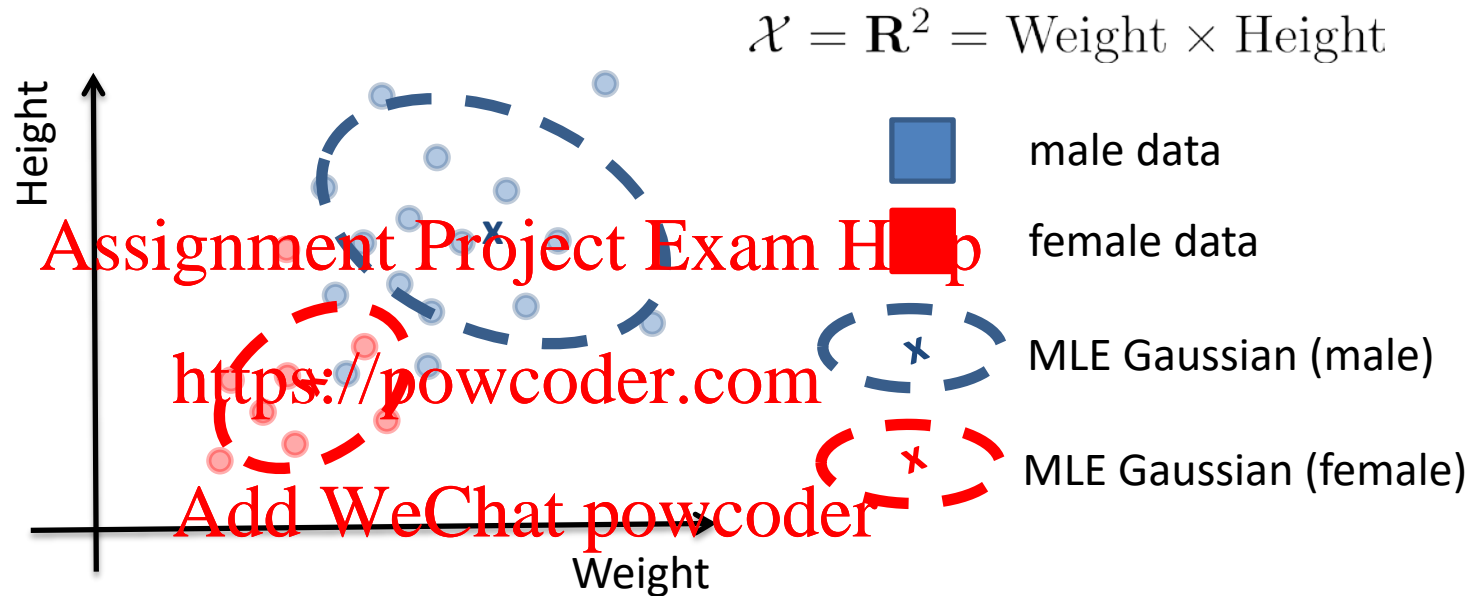 𝒳 = R² = Weight × Height
Height
male data
Assignment Project Exam Help
female data
x
MLE Gaussian (male)
x
https://powcoder.com
x
MLE Gaussian (female)
x
Add WeChat powcoder
Weight